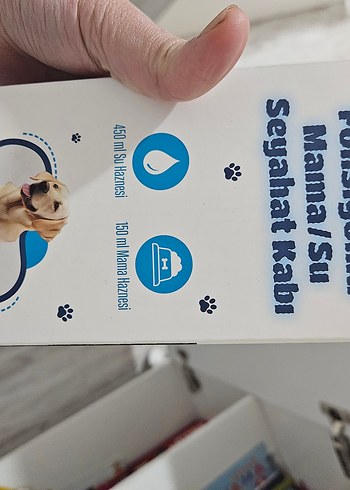 Mama/Su
Seyahat Kabı
450 ml Su Haznesi
150 ml Mama Haznesi